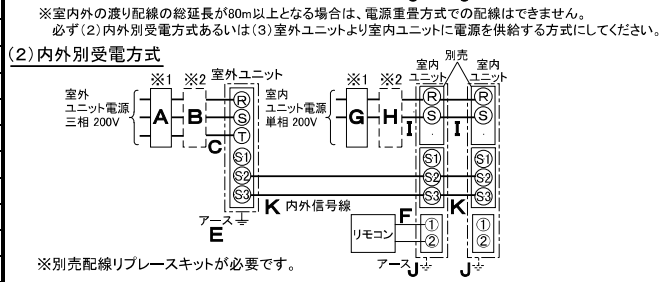 ※室内外の渡り配線の総延長が80m以上となる場合は、電源重畳方式での配線はできません。
必ず(2)内外別受電方式あるいは(3)室外ユニットより室内ユニットに電源を供給する方式にしてください。
(2)内外別受電方式
別売
※1 ※2 室外ユニット ※1 ※2 室内ユニット 室内ユニット
室外ユニット電源 三相 200V
A B C
R
S
T
S1
S2
S3
室内ユニット電源 単相 200V
G H I I
R
S
S1
S2
S3
R
S
S1
S2
S3
K 内外信号線 F K
アース E
リモコン
①
②
①
②
アース J J
※別売配線リプレースキットが必要です。